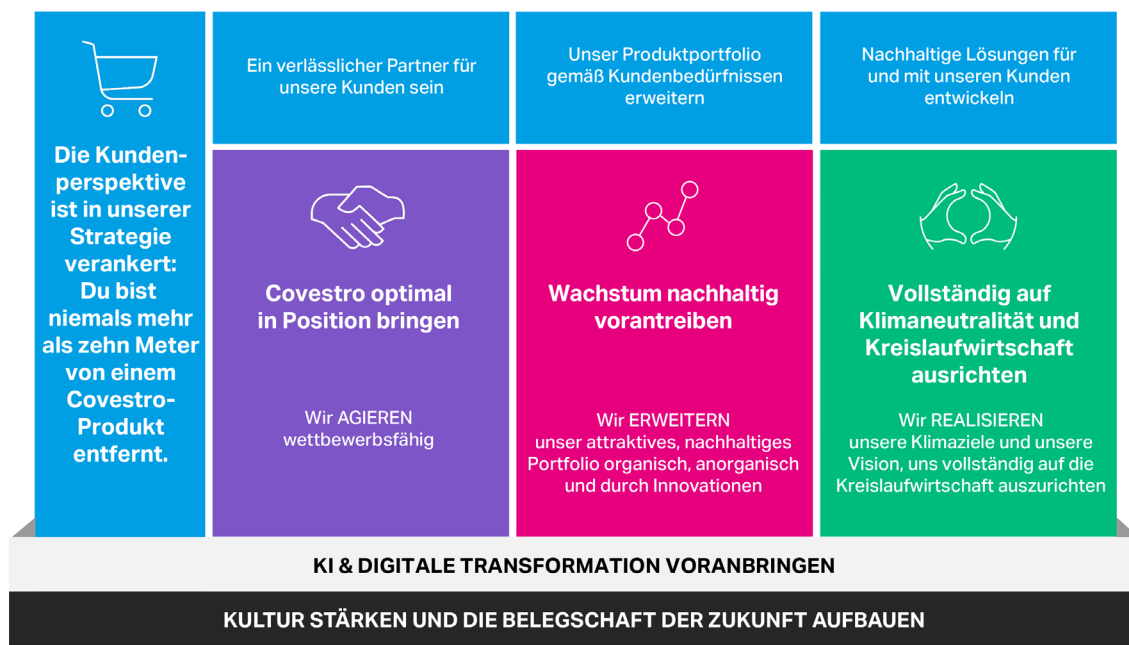 Die Kunden-
perspektive
ist in unserer
Strategie
verankert:
Du bist
niemals mehr
als zehn Meter
von einem
Covestro-
Produkt
entfernt.
Ein verlässlicher Partner für
unsere Kunden sein
Unser Produktportfolio
gemäß Kundenbedürfnissen
erweitern
Nachhaltige Lösungen für
und mit unseren Kunden
entwickeln
Covestro optimal
in Position bringen
Wir AGIEREN
wettbewerbsfähig
Wachstum nachhaltig
vorantreiben
Wir ERWEITERN
unser attraktives, nachhaltiges
Portfolio organisch, anorganisch
und durch Innovationen
Vollständig auf
Klimaneutralität und
Kreislaufwirtschaft
ausrichten
Wir REALISIEREN
unsere Klimaziele und unsere
Vision, uns vollständig auf die
Kreislaufwirtschaft auszurichten
KI & DIGITALE TRANSFORMATION VORANBRINGEN
KULTUR STÄRKEN UND DIE BELEGSCHAFT DER ZUKUNFT AUFBAUEN